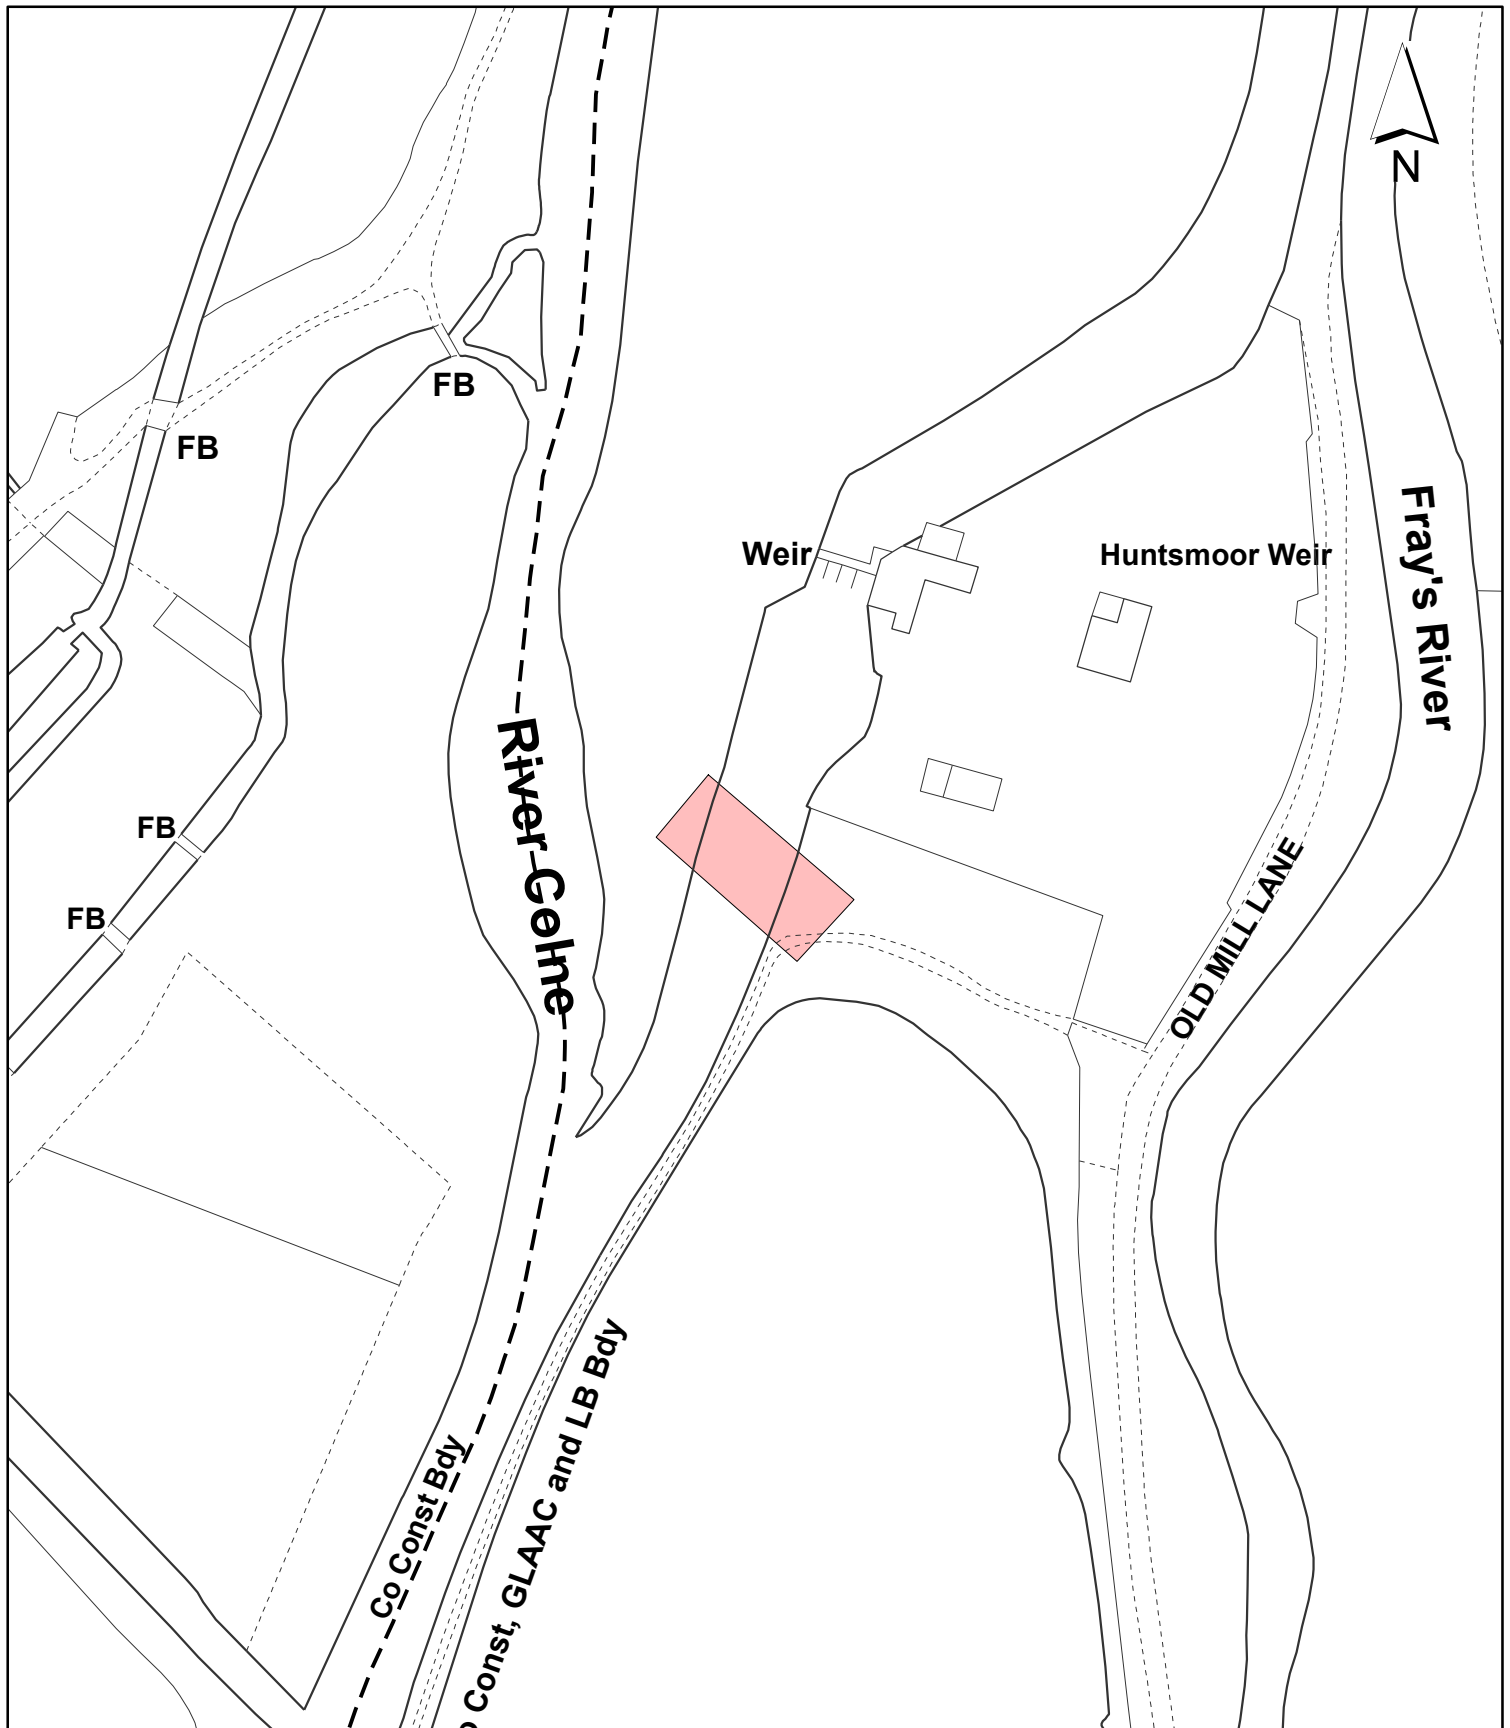 N
FB
FB
Weir
Huntsmoor Weir
Fray's River
River Colne
FB
OLD MILL LANE
FB
Co Const Bdy
Const, GLAAC and LB Bdy